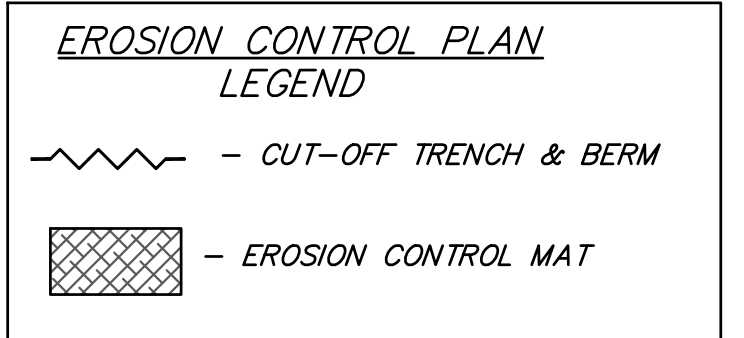 EROSION CONTROL PLAN
LEGEND
- CUT-OFF TRENCH & BERM
- EROSION CONTROL MAT